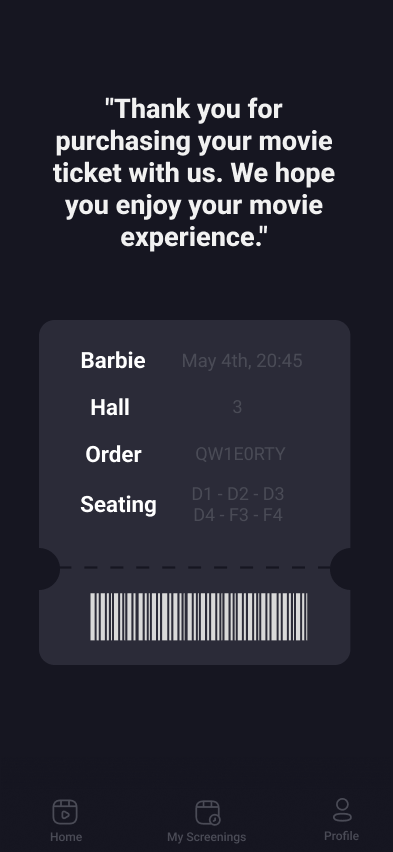 "Thank you for
purchasing your movie
ticket with us. We hope
you enjoy your movie
experience."
Barbie May 4th, 20:45
Hall 3
Order QW1E0RTY
Seating D1 - D2 - D3
D4 - F3 - F4
Home My Screenings Profile